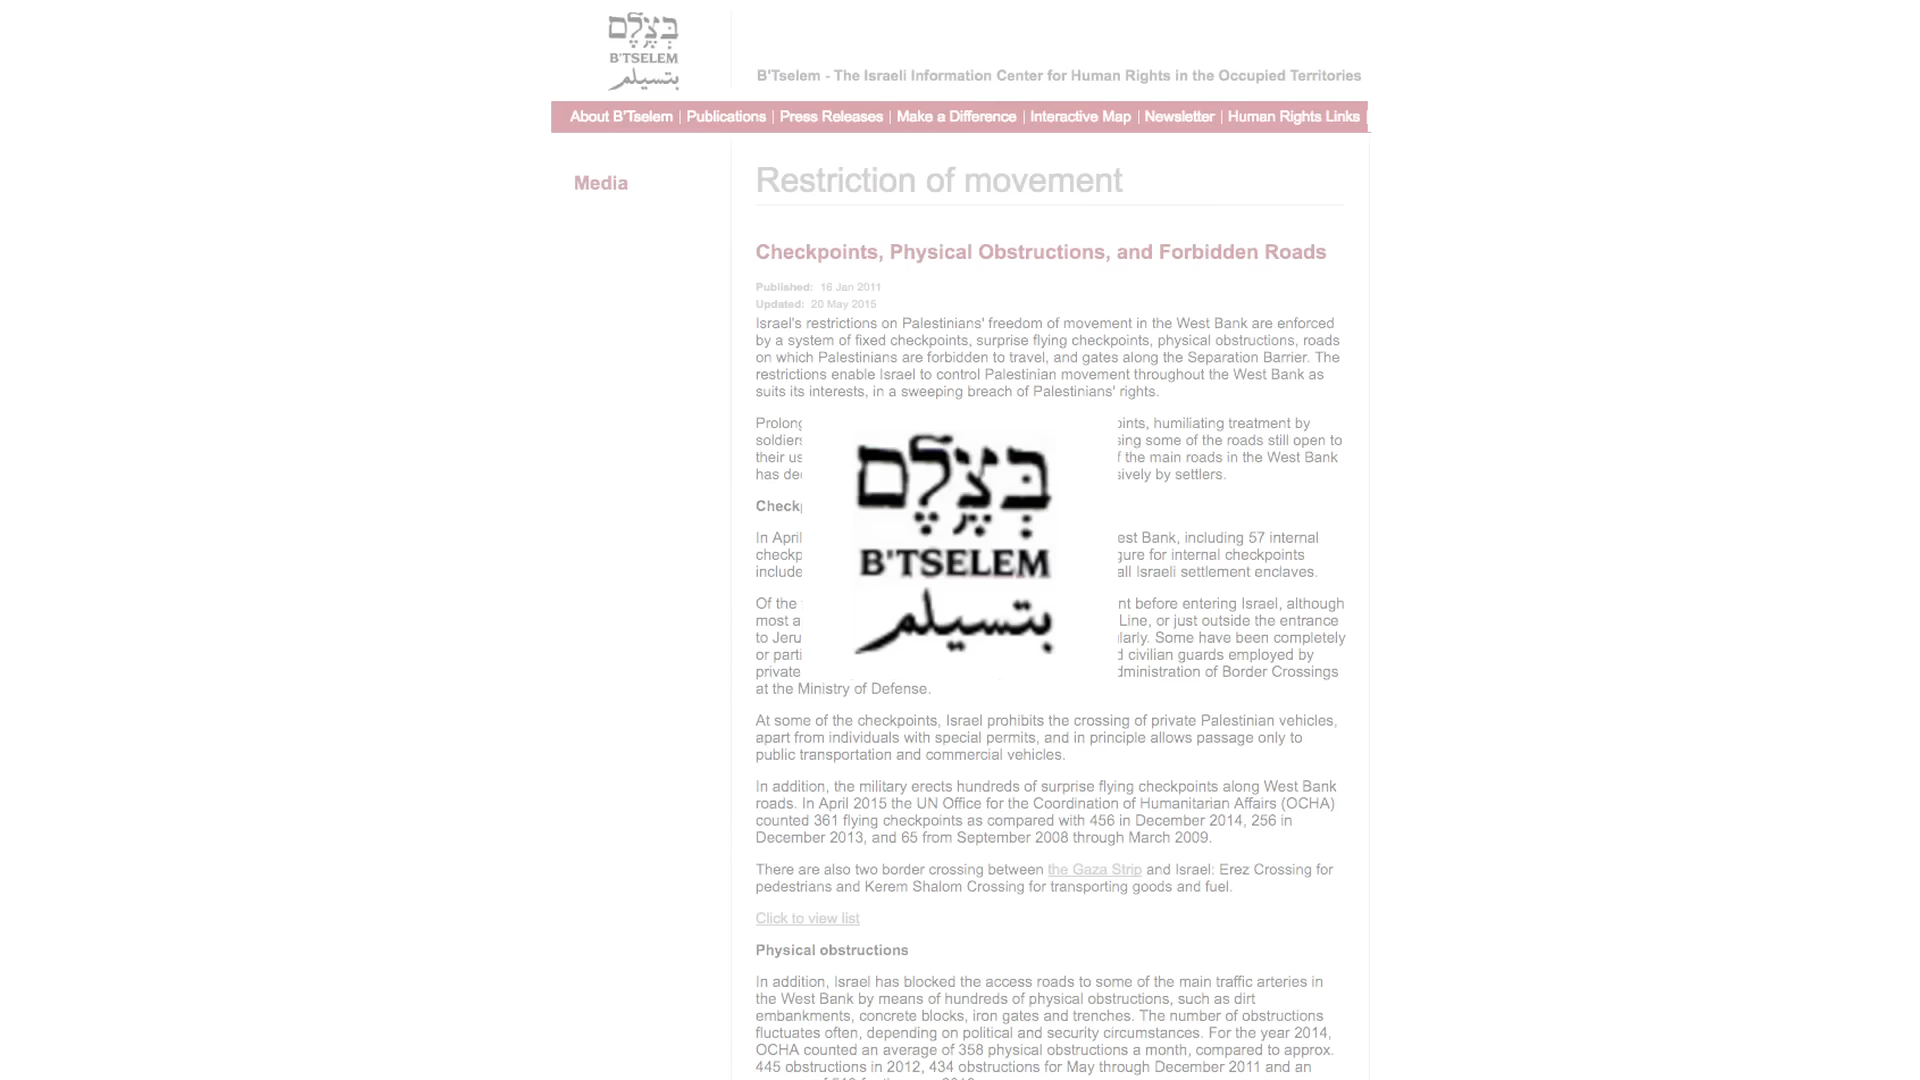 בְּצֶלֶם
B'TSELEM
بتسيلم
B'Tselem - The Israeli Information Center for Human Rights in the Occupied Territories
About B'Tselem | Publications | Press Releases | Make a Difference | Interactive Map | Newsletter | Human Rights Links |
Media
Restriction of movement
Checkpoints, Physical Obstructions, and Forbidden Roads
Published: 16 Jan 2011
Updated: 20 May 2015
Israel's restrictions on Palestinians' freedom of movement in the West Bank are enforced
by a system of fixed checkpoints, surprise flying checkpoints, physical obstructions, roads
on which Palestinians are forbidden to travel, and gates along the Separation Barrier. The
restrictions enable Israel to control Palestinian movement throughout the West Bank as
suits its interests, in a sweeping breach of Palestinians' rights.
humiliating treatment by
soldiers some of the roads still open to
their the main roads in the West Bank
has by settlers.
בְּצֶלֶם
B'TSELEM
بتسيلم
In April Bank, including 57 internal
for internal checkpoints
include all Israeli settlement enclaves.
Of the before entering Israel, although
most Line, or just outside the entrance
to Some have been completely
or civilian guards employed by
private of Border Crossings
at the Ministry of Defense.
At some of the checkpoints, Israel prohibits the crossing of private Palestinian vehicles,
apart from individuals with special permits, and in principle allows passage only to
public transportation and commercial vehicles.
In addition, the military erects hundreds of surprise flying checkpoints along West Bank
roads. In April 2015 the UN Office for the Coordination of Humanitarian Affairs (OCHA)
counted 361 flying checkpoints as compared with 456 in December 2014, 256 in
December 2013, and 65 from September 2008 through March 2009.
There are also two border crossing between the Gaza Strip and Israel: Erez Crossing for
pedestrians and Kerem Shalom Crossing for transporting goods and fuel.
Click to view list
Physical obstructions
In addition, Israel has blocked the access roads to some of the main traffic arteries in
the West Bank by means of hundreds of physical obstructions, such as dirt
embankments, concrete blocks, iron gates and trenches. The number of obstructions
fluctuates often, depending on political and security circumstances. For the year 2014,
OCHA counted an average of 358 physical obstructions a month, compared to approx.
445 obstructions in 2012, 434 obstructions for May through December 2011 and an